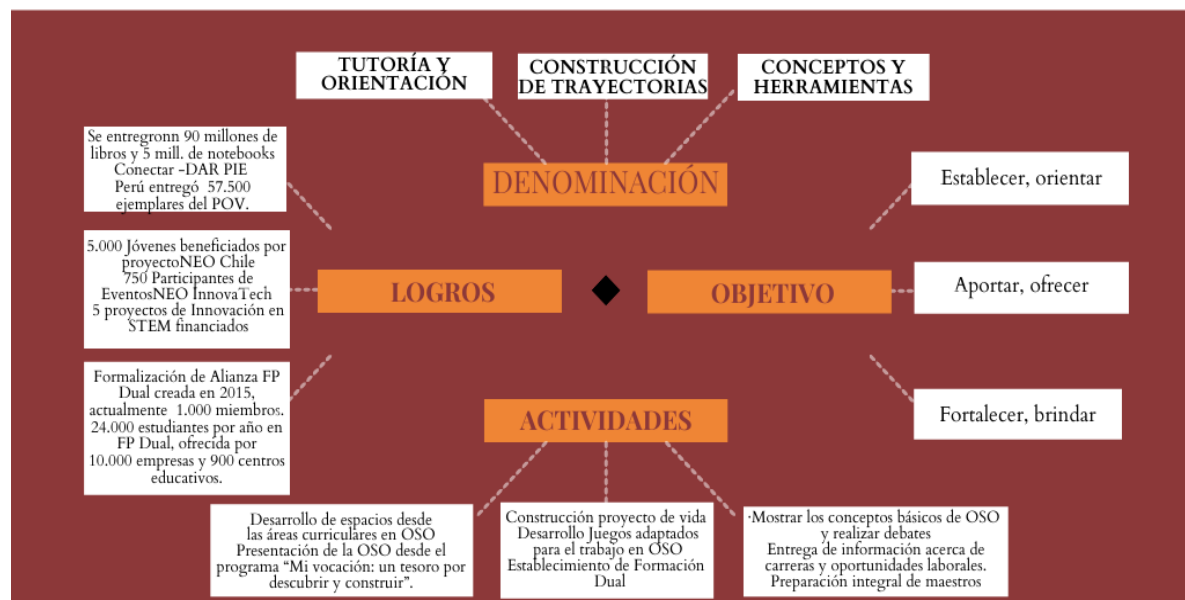 TUTORÍA Y
ORIENTACIÓN
CONSTRUCCIÓN
DE TRAYECTORIAS
CONCEPTOS Y
HERRAMIENTAS
DENOMINACIÓN
Se entregronn 90 millones de
libros y 5 mill. de notebooks
Conectar -DAR PIE
Perú entregó 57.500
ejemplares del POV.
5.000 Jóvenes beneficiados por
proyectoNEO Chile
750 Participantes de
EventosNEO InnovaTech
5 proyectos de Innovación en
STEM financiados
Formalización de Alianza FP
Dual creada en 2015,
actualmente 1.000 miembros.
24.000 estudiantes por año en
FP Dual, ofrecida por
10.000 empresas y 900 centros
educativos.
LOGROS
OBJETIVO
Establecer, orientar
Aportar, ofrecer
Fortalecer, brindar
ACTIVIDADES
Desarrollo de espacios desde
las áreas curriculares en OSO
Presentación de la OSO desde el
programa “Mi vocación: un tesoro por
descubrir y construir”.
Construcción proyecto de vida
Desarrollo Juegos adaptados
para el trabajo en OSO
Establecimiento de Formación
Dual
·Mostrar los conceptos básicos de OSO
y realizar debates
Entrega de información acerca de
carreras y oportunidades laborales.
Preparación integral de maestros